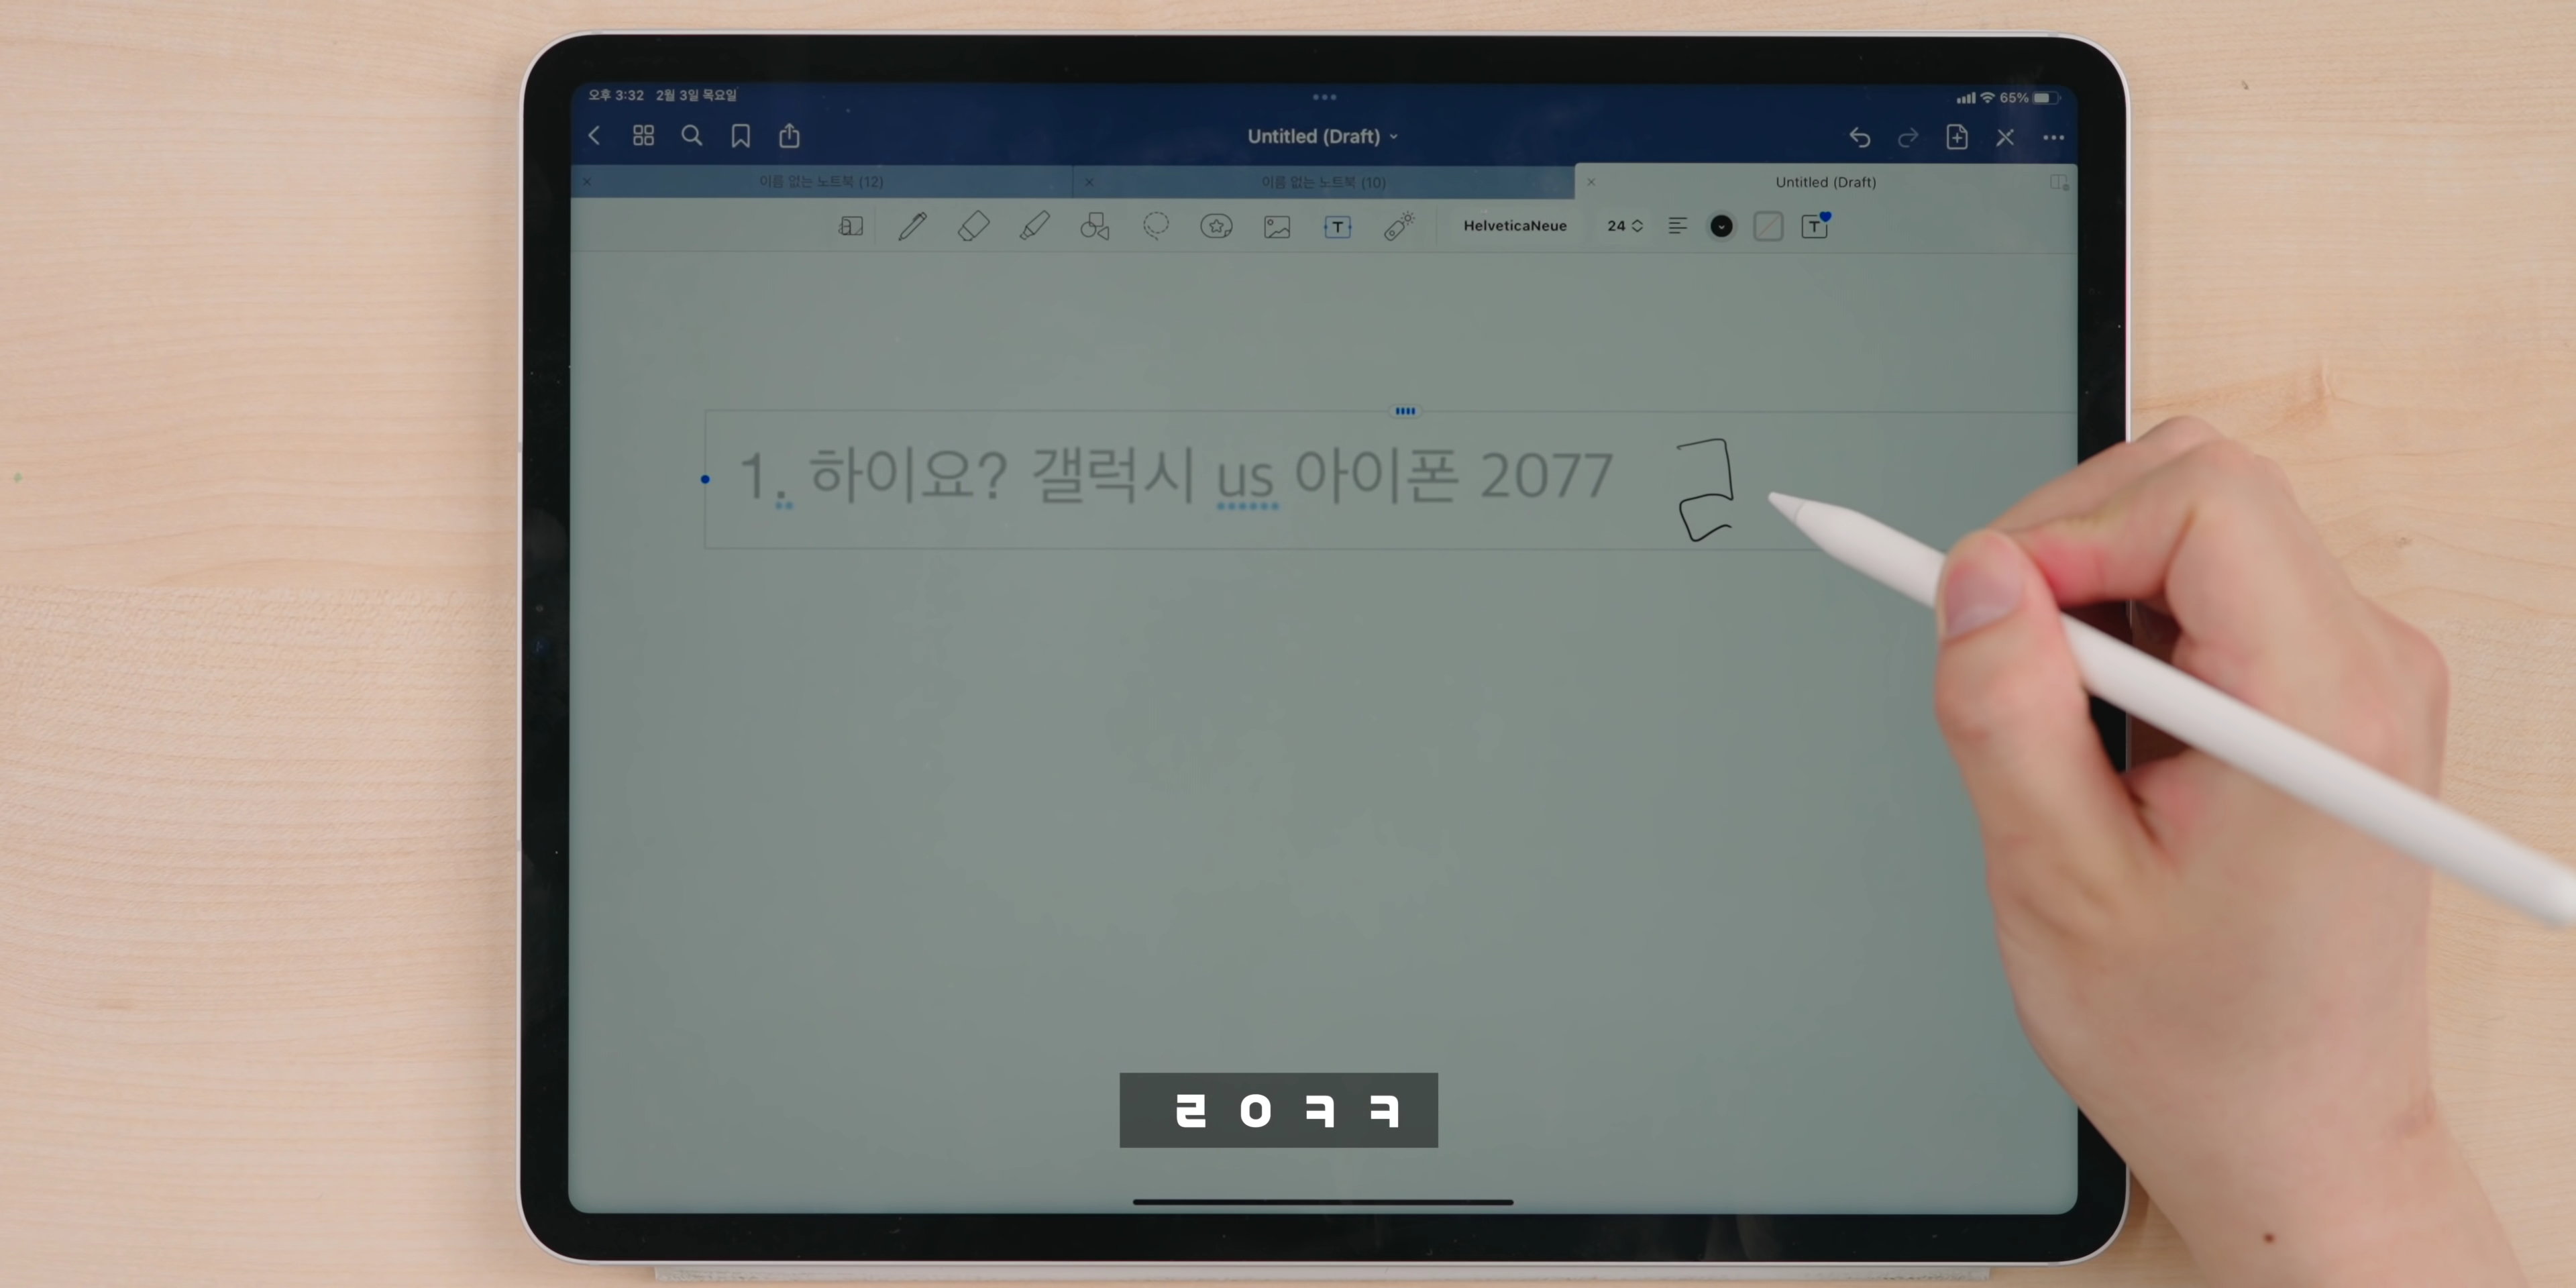 오후 3:32 2월 3일 목요일
65%
Untitled (Draft)
이름 없는 노트북 (12)
이름 없는 노트북 (10)
Untitled (Draft)
HelveticaNeue 24
1. 하이요? 갤럭시 us 아이폰 2077 ㄹ
ㄹ ㅇ ㅋ ㅋ